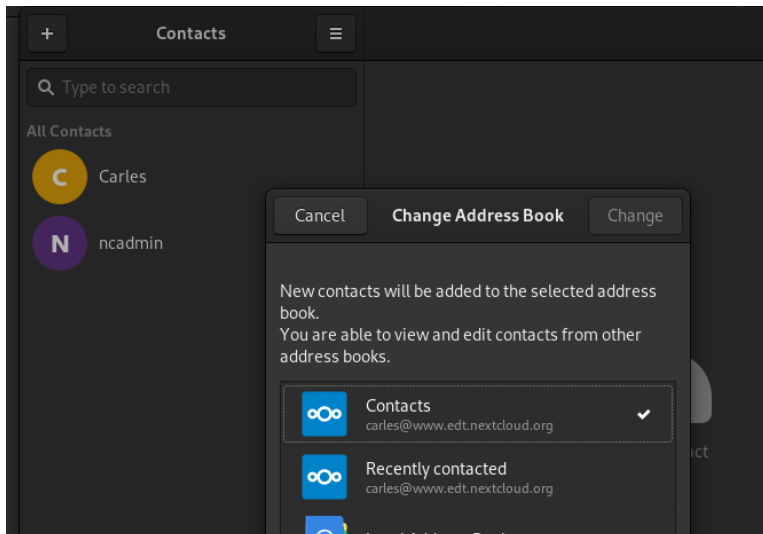 + Contacts ≡
Type to search
All Contacts
C Carles
N ncadmin
Cancel Change Address Book Change
New contacts will be added to the selected address
book.
You are able to view and edit contacts from other
address books.
Contacts
carles@www.edt.nextcloud.org
Recently contacted
carles@www.edt.nextcloud.org